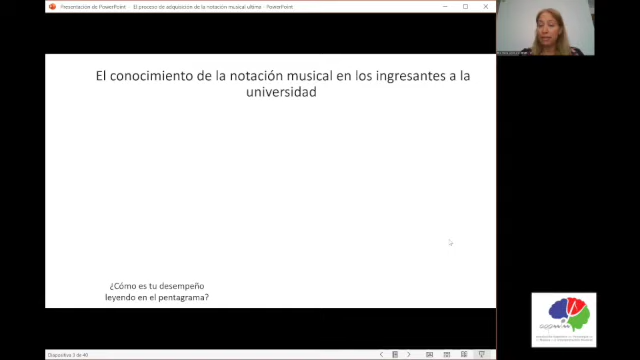 Presentación de PowerPoint - El proceso de adquisición de la notación musical ultimo - PowerPoint
El conocimiento de la notación musical en los ingresantes a la
universidad
¿Cómo es tu desempeño
leyendo en el pentagrama?
Diapositiva 3 de 40